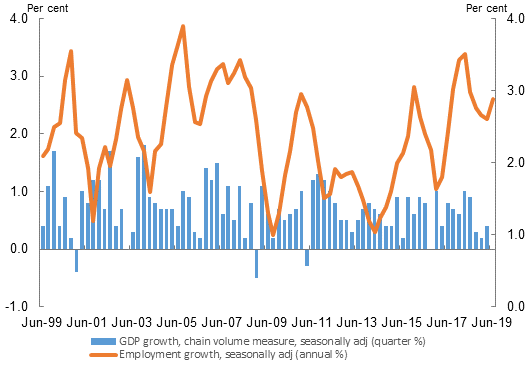 Per cent Per cent
4.0 4.0
3.0 3.0
2.0 2.0
1.0 1.0
0.0
-1.0 0.0
Jun-99 Jun-01 Jun-03 Jun-05 Jun-07 Jun-09 Jun-11 Jun-13 Jun-15 Jun-17 Jun-19
GDP growth, chain volume measure, seasonally adj (quarter %)
Employment growth, seasonally adj (annual %)